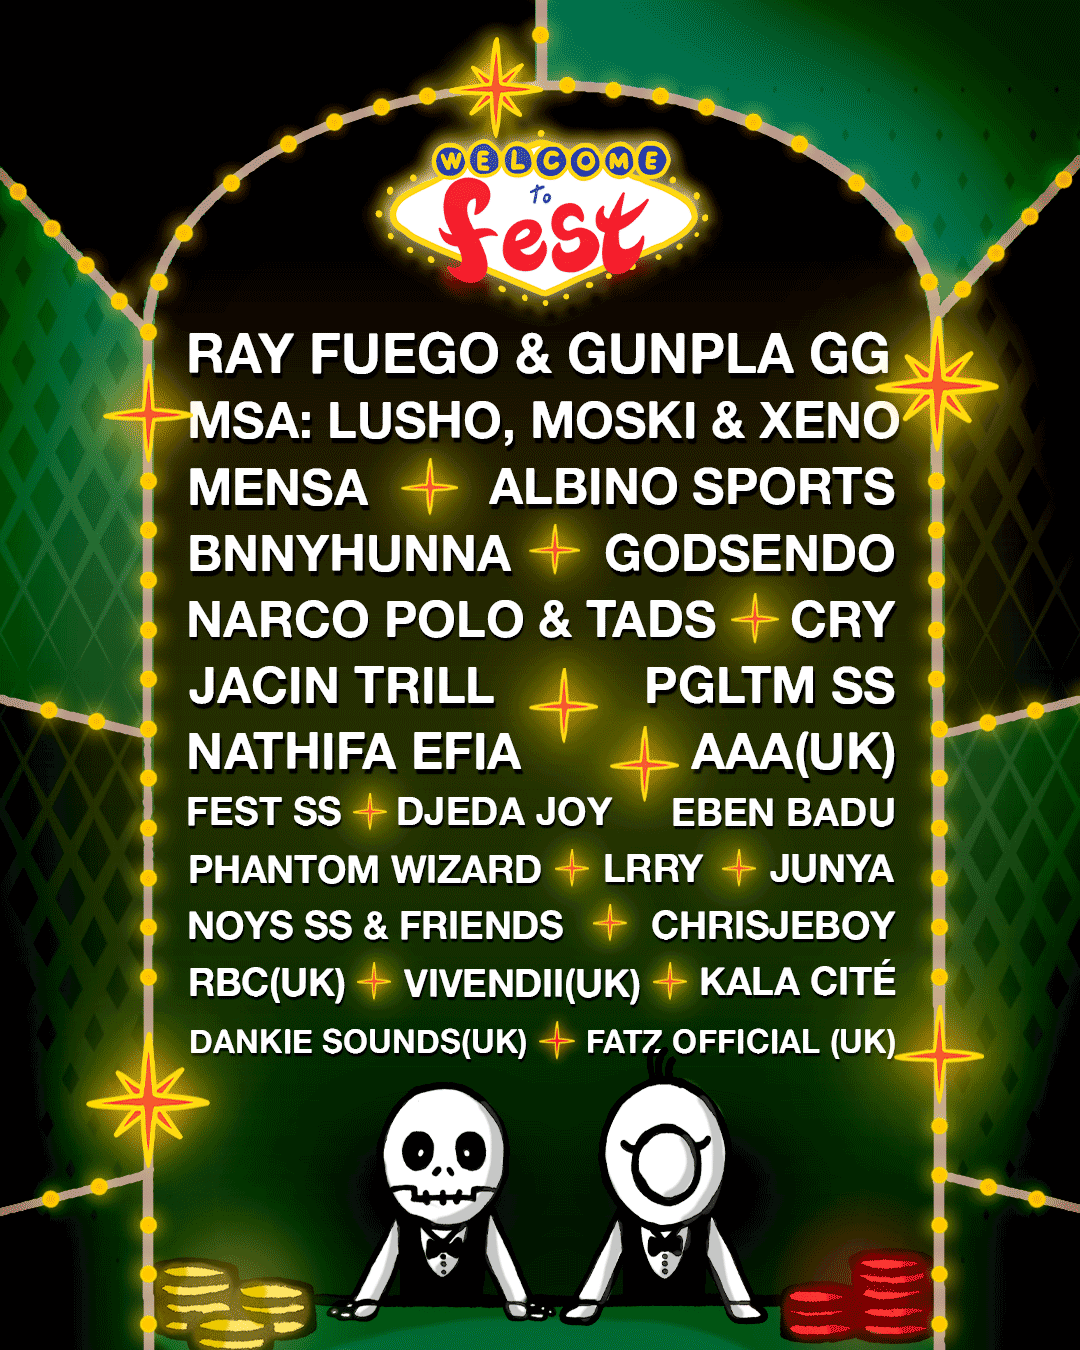 WELCOME
To
fest
RAY FUEGO & GUNPLA GG
MSA: LUSHO, MOSKI & XENO
MENSA ALBINO SPORTS
BNNYHUNNA GODSENDO
NARCO POLO & TADS CRY
JACIN TRILL PGLTM SS
NATHIFA EFIA AAA(UK)
FEST SS DJEDA JOY EBEN BADU
PHANTOM WIZARD LRRY JUNYA
NOYS SS & FRIENDS CHRISJEBOY
RBC(UK) VIVENDII(UK) KALA CITÉ
DANKIE SOUNDS(UK) FATZ OFFICIAL (UK)